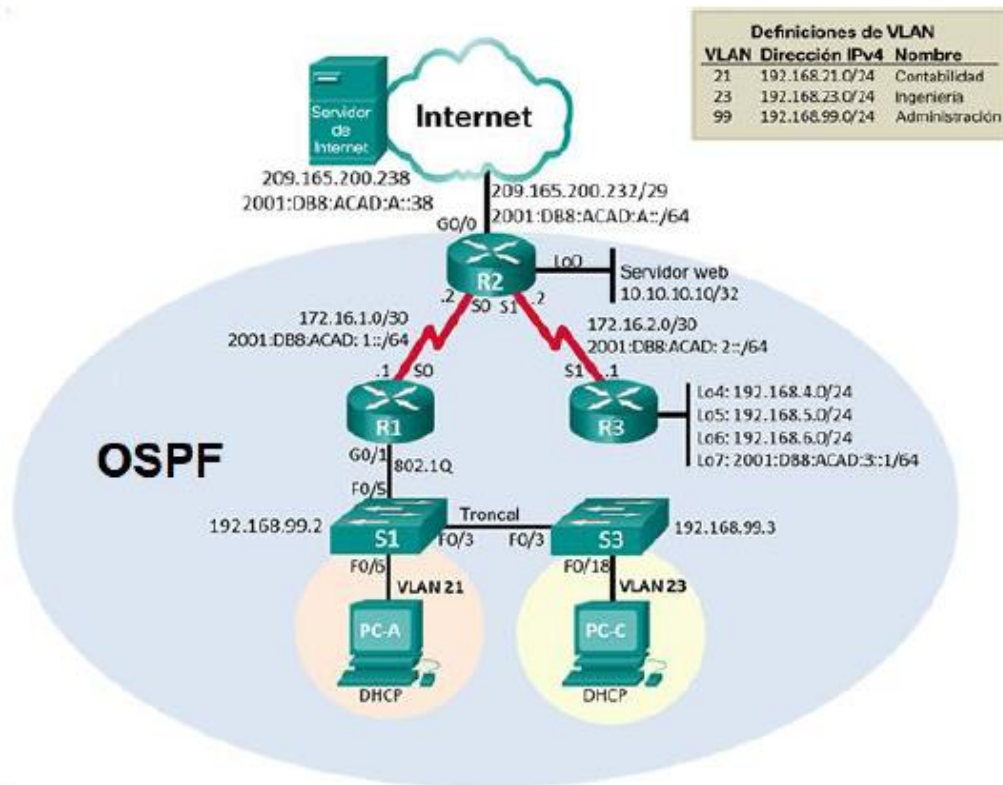 Definiciones de VLAN
VLAN Dirección IPv4 Nombre
21 192.168.21.0/24 Contabilidad
23 192.168.23.0/24 Ingeniería
99 192.168.99.0/24 Administración
Servidor
de
Internet
Internet
209.165.200.238
2001:DB8:ACAD:A::38
209.165.200.232/29
2001:DB8:ACAD:A::/64
G0/0
R2
Lo0
Servidor web
10.10.10.10/32
.2
S0
S1
.2
172.16.1.0/30
2001:DB8:ACAD:1::/64
172.16.2.0/30
2001:DB8:ACAD:2::/64
.1
S0
S1
.1
R1
R3
Lo4: 192.168.4.0/24
Lo5: 192.168.5.0/24
Lo6: 192.168.6.0/24
Lo7: 2001:DB8:ACAD:3::1/64
OSPF
G0/1
802.1Q
F0/5
192.168.99.2
S1
Troncal
F0/3
F0/3
S3
192.168.99.3
F0/6
VLAN 21
F0/18
VLAN 23
PC-A
DHCP
PC-C
DHCP